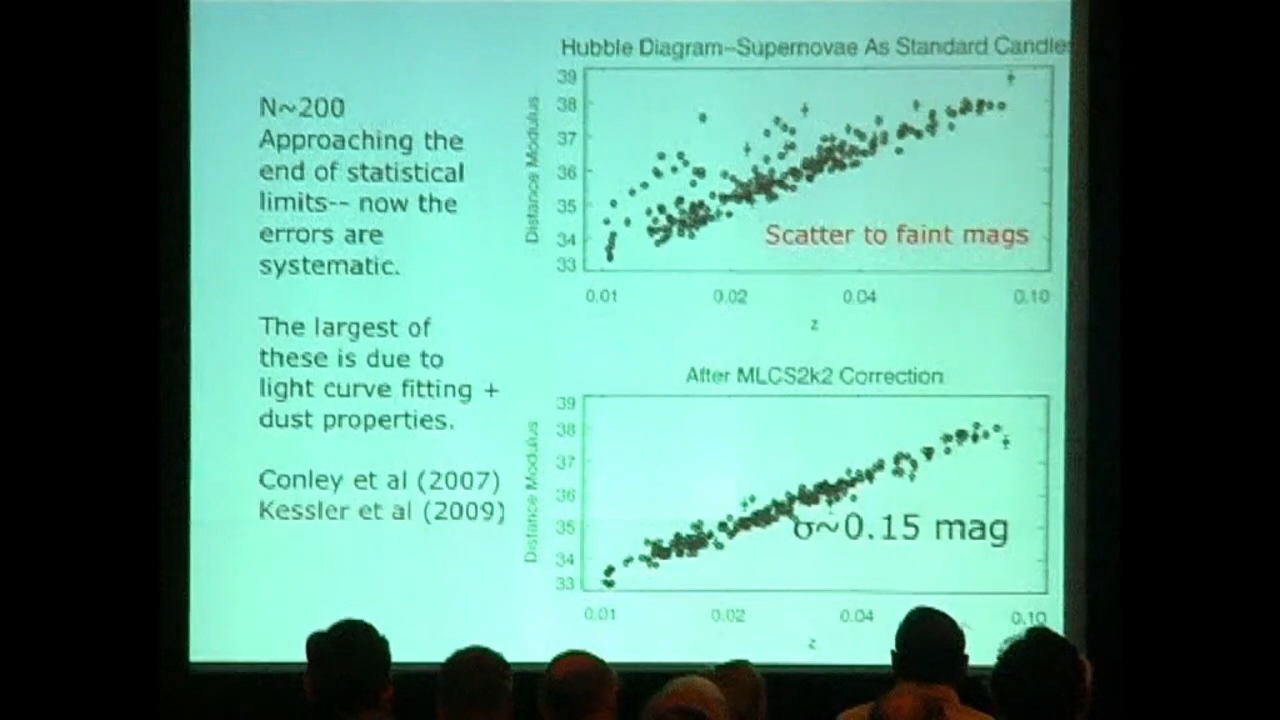 N~200
Approaching the
end of statistical
limits-- now the
errors are
systematic.
The largest of
these is due to
light curve fitting +
dust properties.
Conley et al (2007)
Kessler et al (2009)
Hubble Diagram–Supernovae As Standard Candles
39
38
37
36
35
34
33
Distance Modulus
Scatter to faint mags
0.01 0.02 0.04 0.10
z
After MLCS2k2 Correction
39
38
37
36
35
34
33
Distance Modulus
σ~0.15 mag
0.01 0.02 0.04 0.10
z